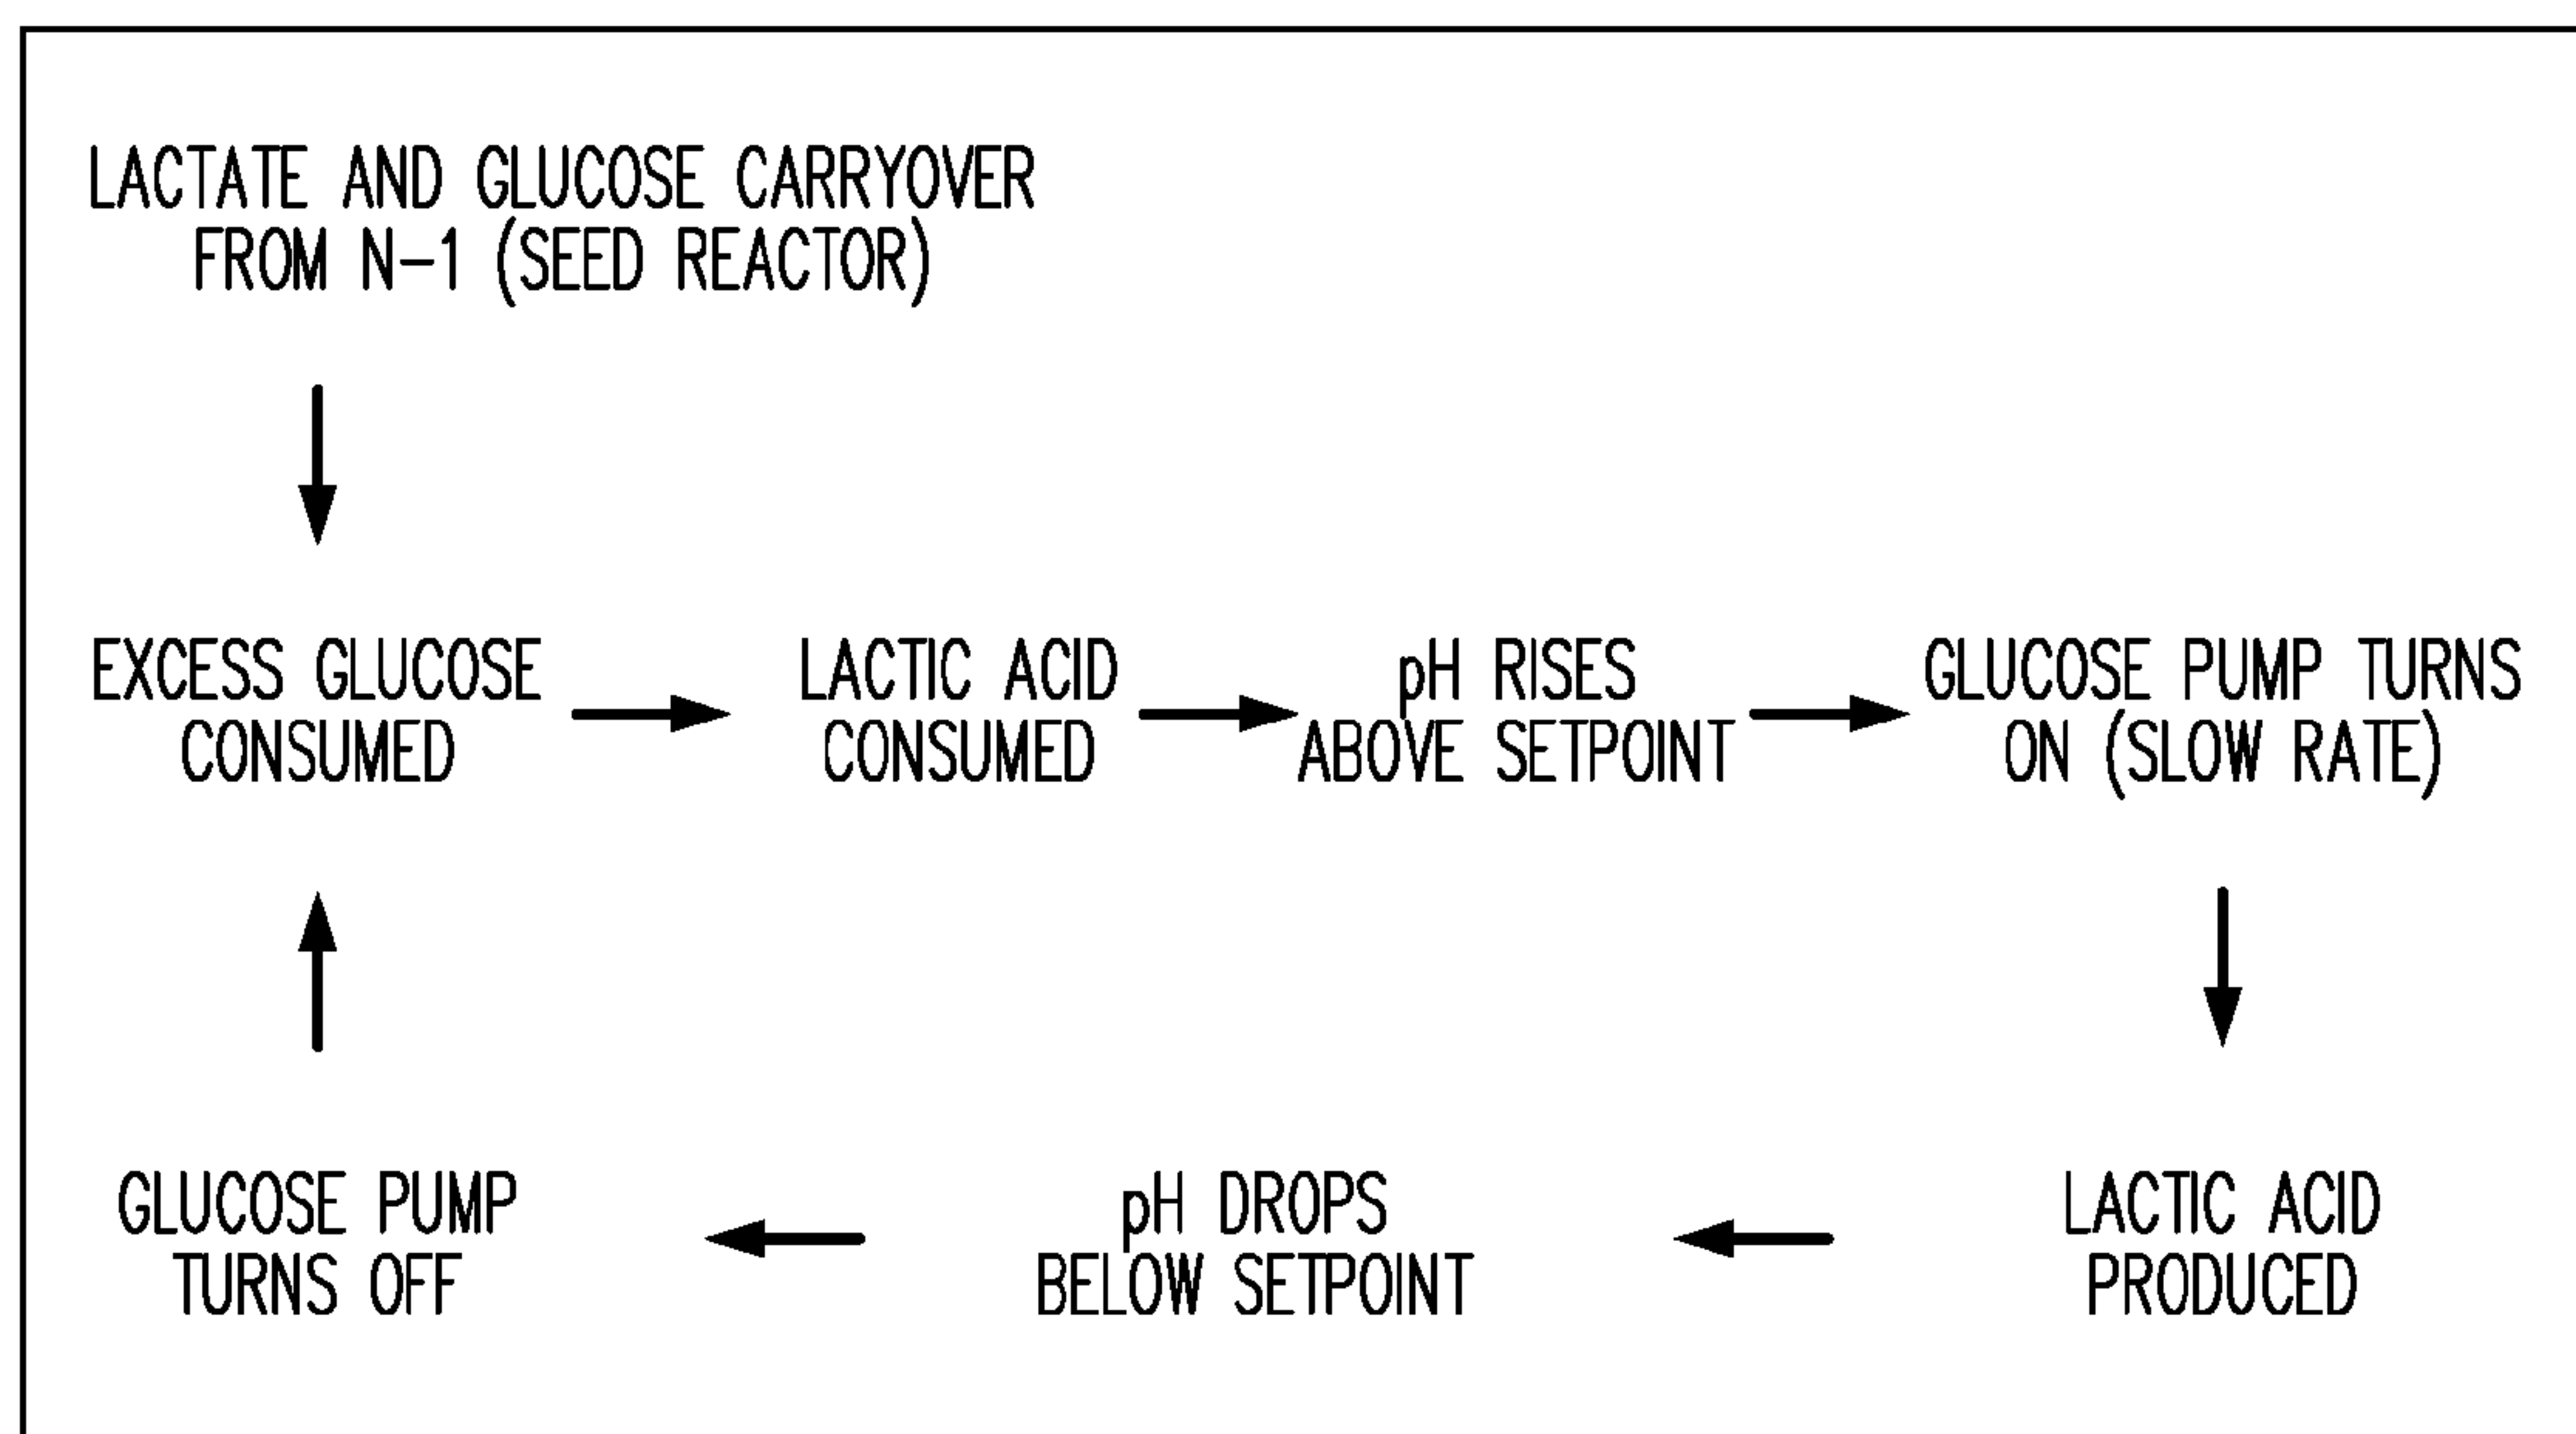 LACTATE AND GLUCOSE CARRYOVER
FROM N-1 (SEED REACTOR)
EXCESS GLUCOSE
CONSUMED
LACTIC ACID
CONSUMED
pH RISES
ABOVE SETPOINT
GLUCOSE PUMP TURNS
ON (SLOW RATE)
GLUCOSE PUMP
TURNS OFF
pH DROPS
BELOW SETPOINT
LACTIC ACID
PRODUCED